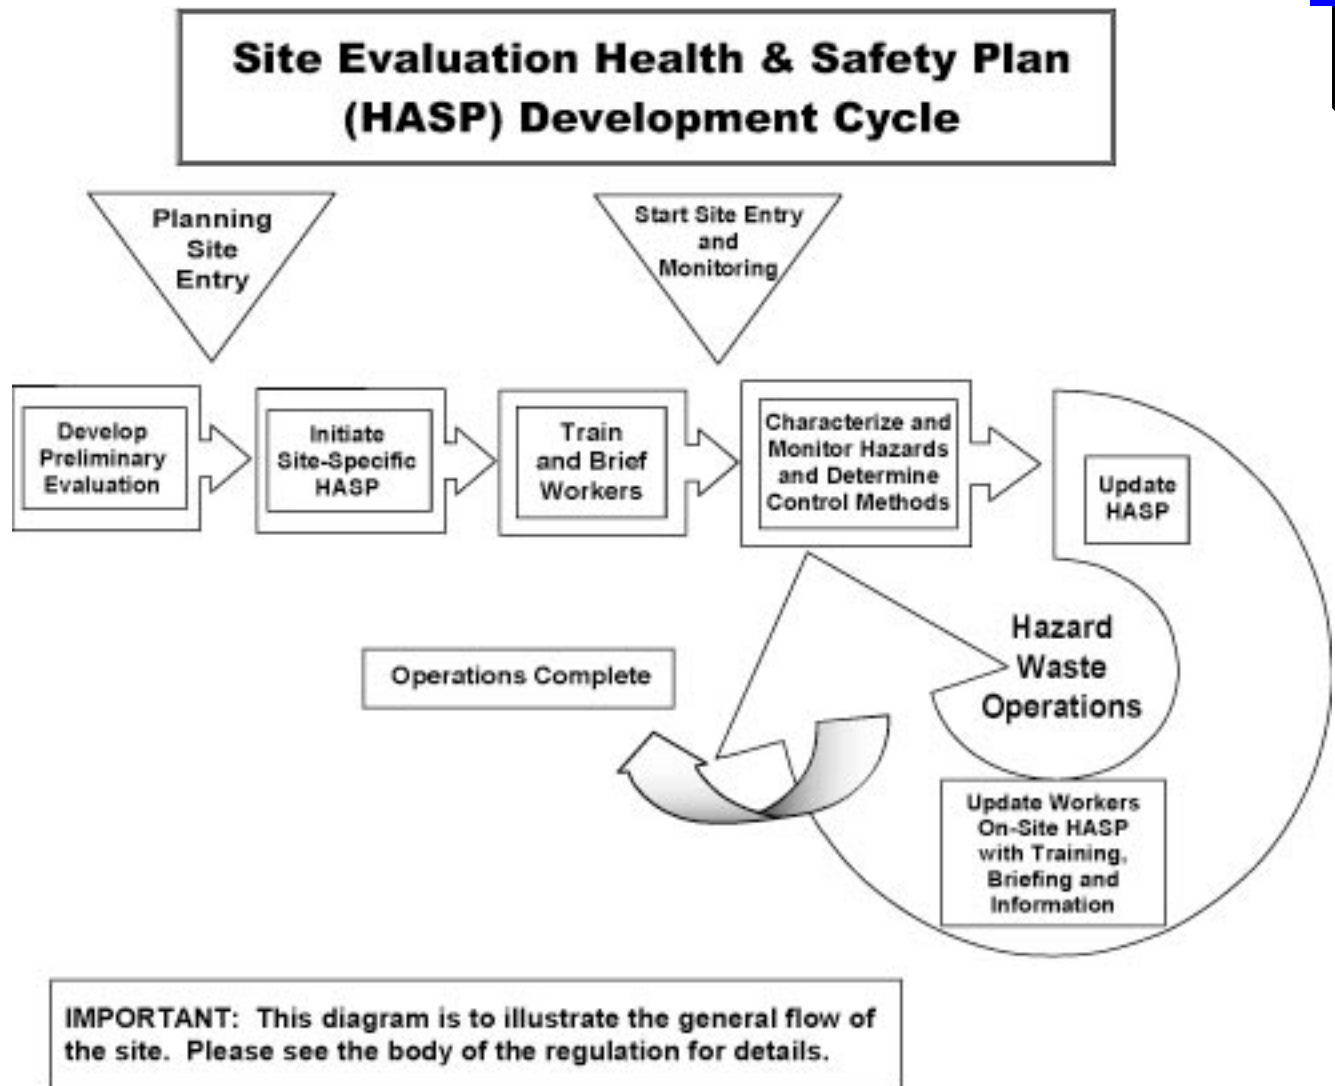 Site Evaluation Health & Safety Plan
(HASP) Development Cycle
Planning
Site
Entry
Start Site Entry
and
Monitoring
Develop
Preliminary
Evaluation
Initiate
Site-Specific
HASP
Train
and Brief
Workers
Characterize and
Monitor Hazards
and Determine
Control Methods
Update
HASP
Hazard
Waste
Operations
Operations Complete
Update Workers
On-Site HASP
with Training,
Briefing and
Information
IMPORTANT:  This diagram is to illustrate the general flow of
the site.  Please see the body of the regulation for details.